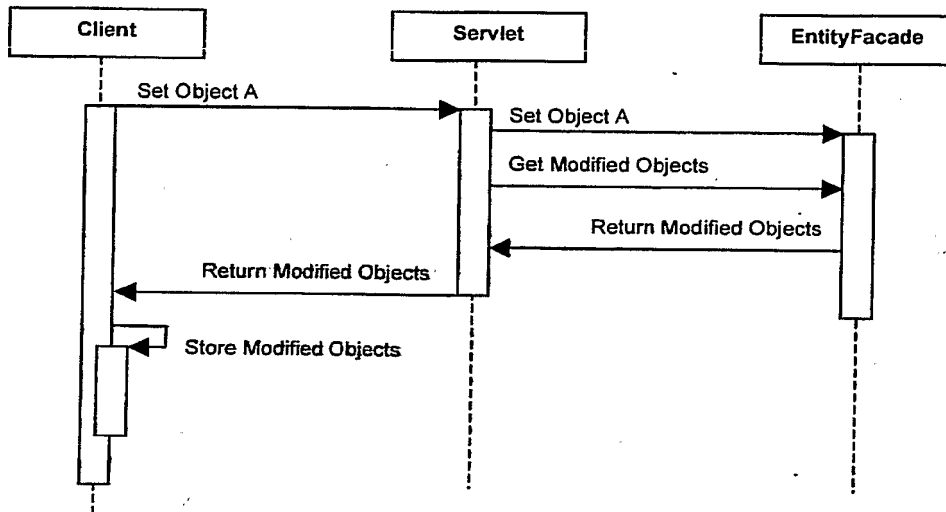 Client
Servlet
EntityFacade
Set Object A
Set Object A
Get Modified Objects
Return Modified Objects
Return Modified Objects
Store Modified Objects